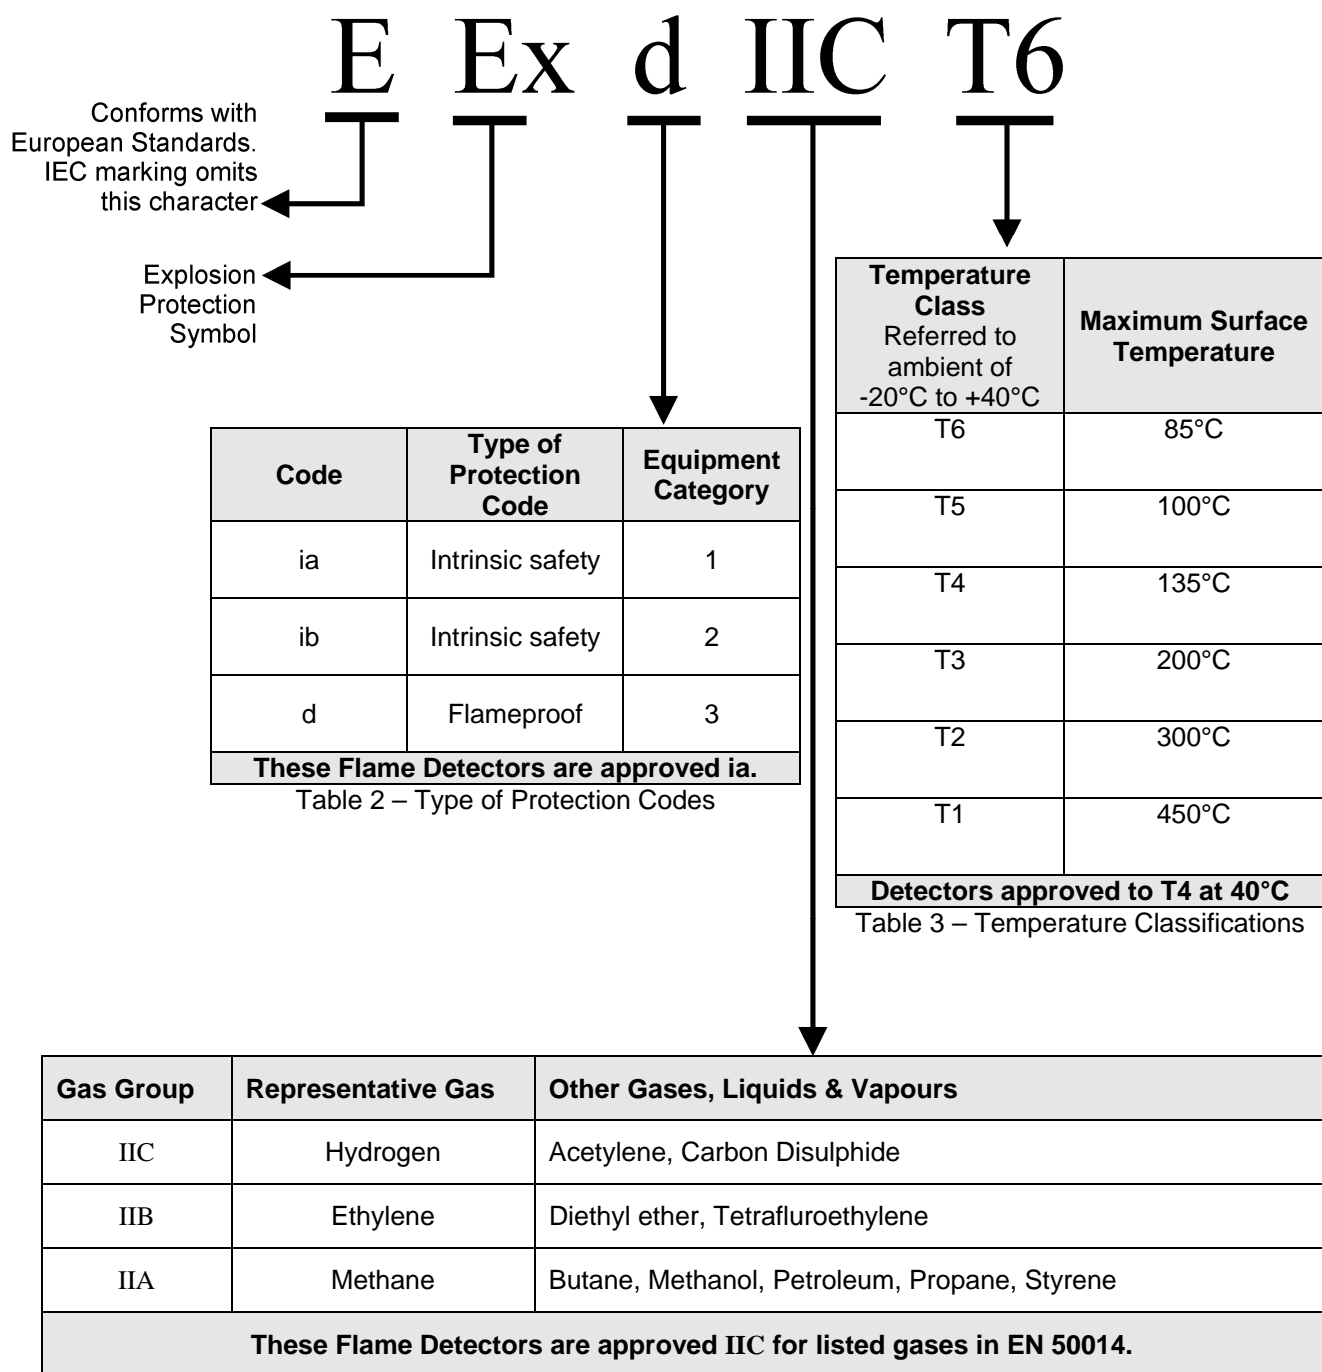 E Ex d IIC T6
Conforms with
European Standards.
IEC marking omits
this character
Explosion
Protection
Symbol
Temperature
Class
Referred to
ambient of
-20°C to +40°C
Maximum Surface
Temperature
T6 85°C
T5 100°C
T4 135°C
T3 200°C
T2 300°C
T1 450°C
Detectors approved to T4 at 40°C
Table 3 – Temperature Classifications
Code
Type of
Protection
Code
Equipment
Category
ia Intrinsic safety 1
ib Intrinsic safety 2
d Flameproof 3
These Flame Detectors are approved ia.
Table 2 – Type of Protection Codes
Gas Group Representative Gas Other Gases, Liquids & Vapours
IIC Hydrogen Acetylene, Carbon Disulphide
IIB Ethylene Diethyl ether, Tetrafluroethylene
IIA Methane Butane, Methanol, Petroleum, Propane, Styrene
These Flame Detectors are approved IIC for listed gases in EN 50014.